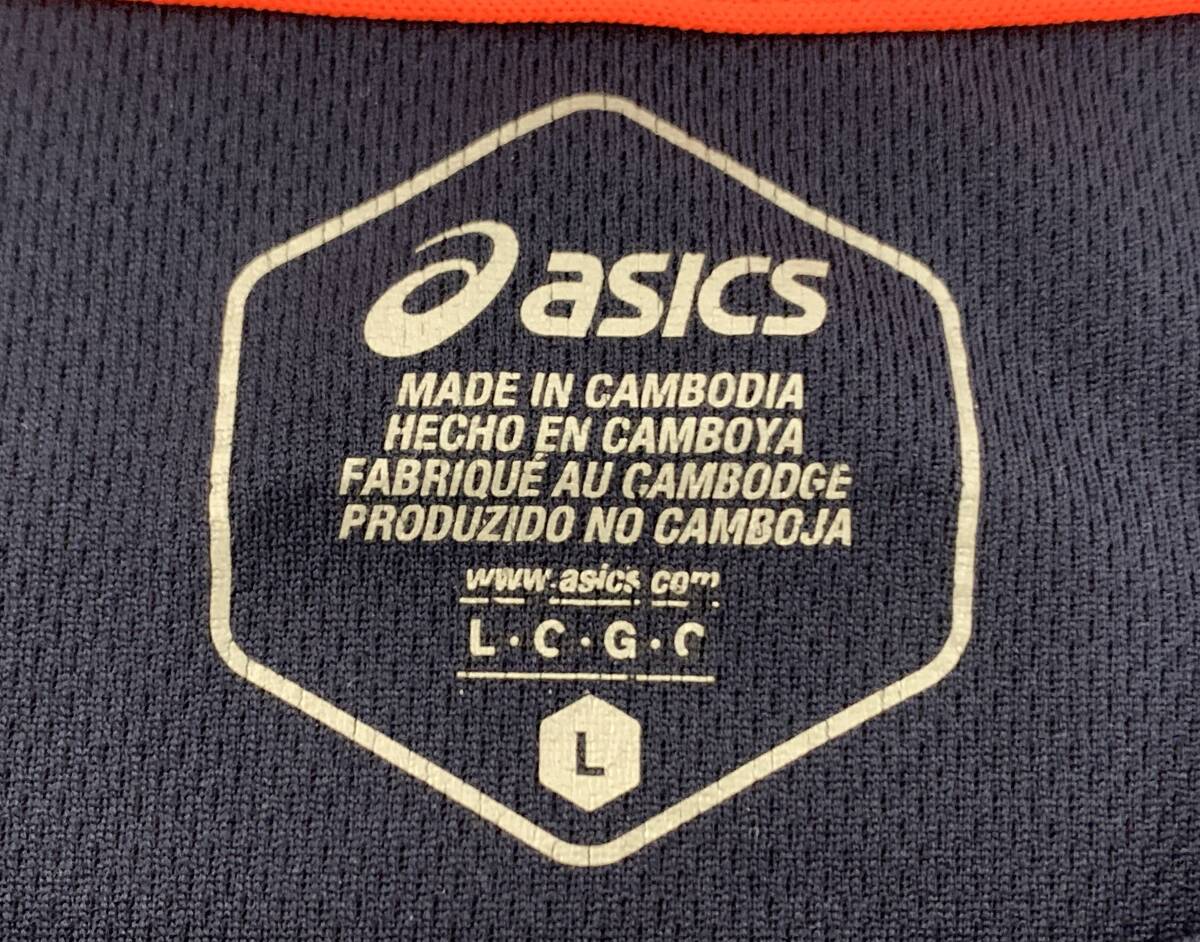 asics
MADE IN CAMBODIA
HECHO EN CAMBOYA
FABRIQUÉ AU CAMBODGE
PRODUZIDO NO CAMBOJA
www.asics.com
L·C·G·C
L